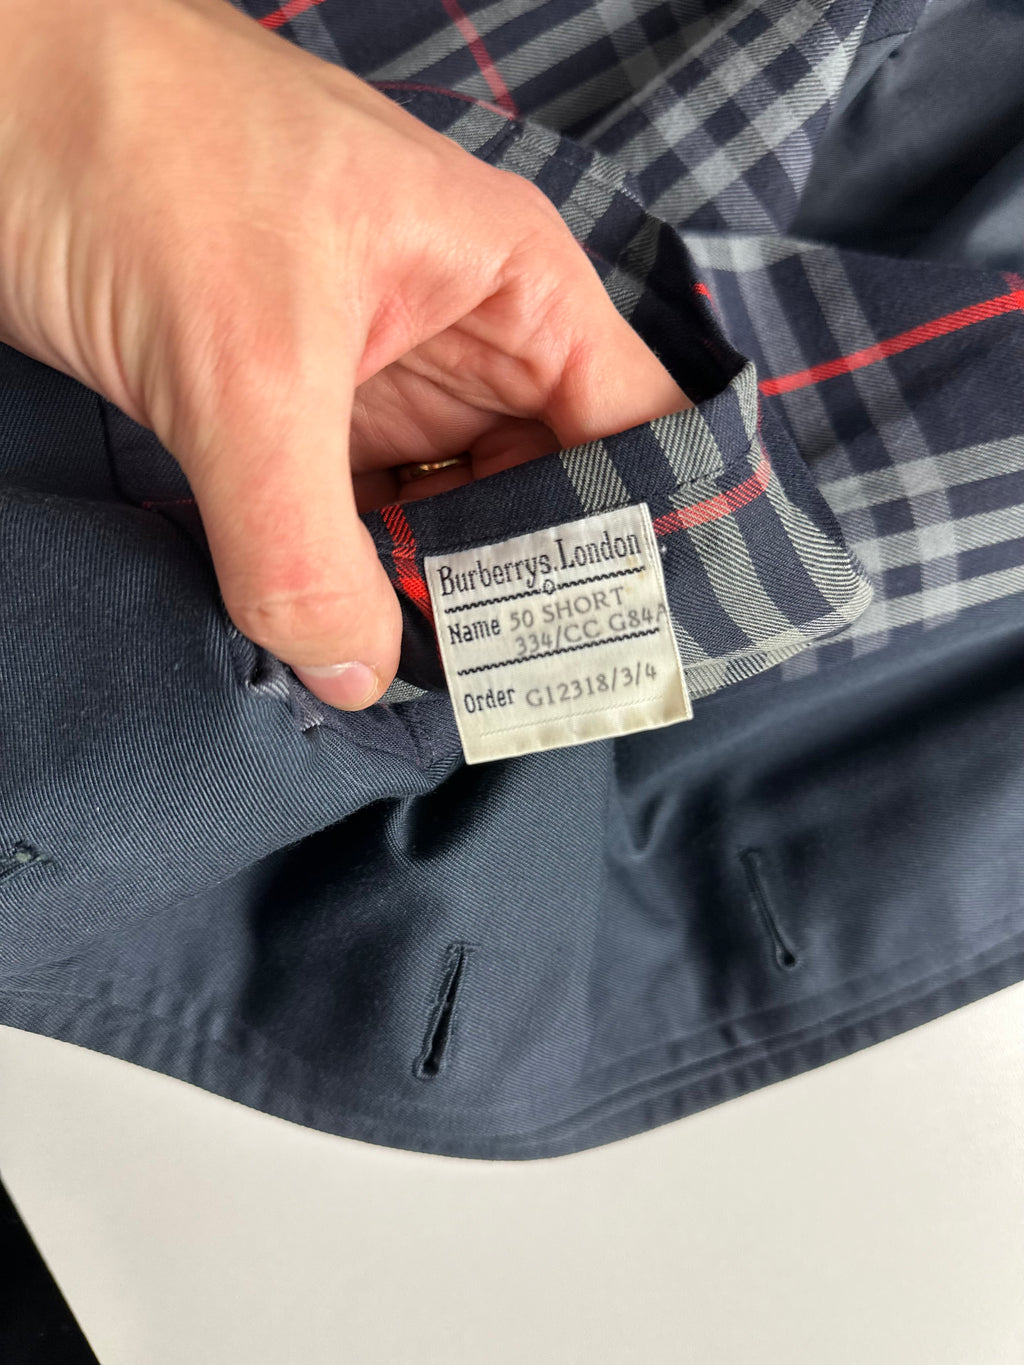 Burberrys. London
Name 50 SHORT
334/CC G84A
Order G12318/3/4